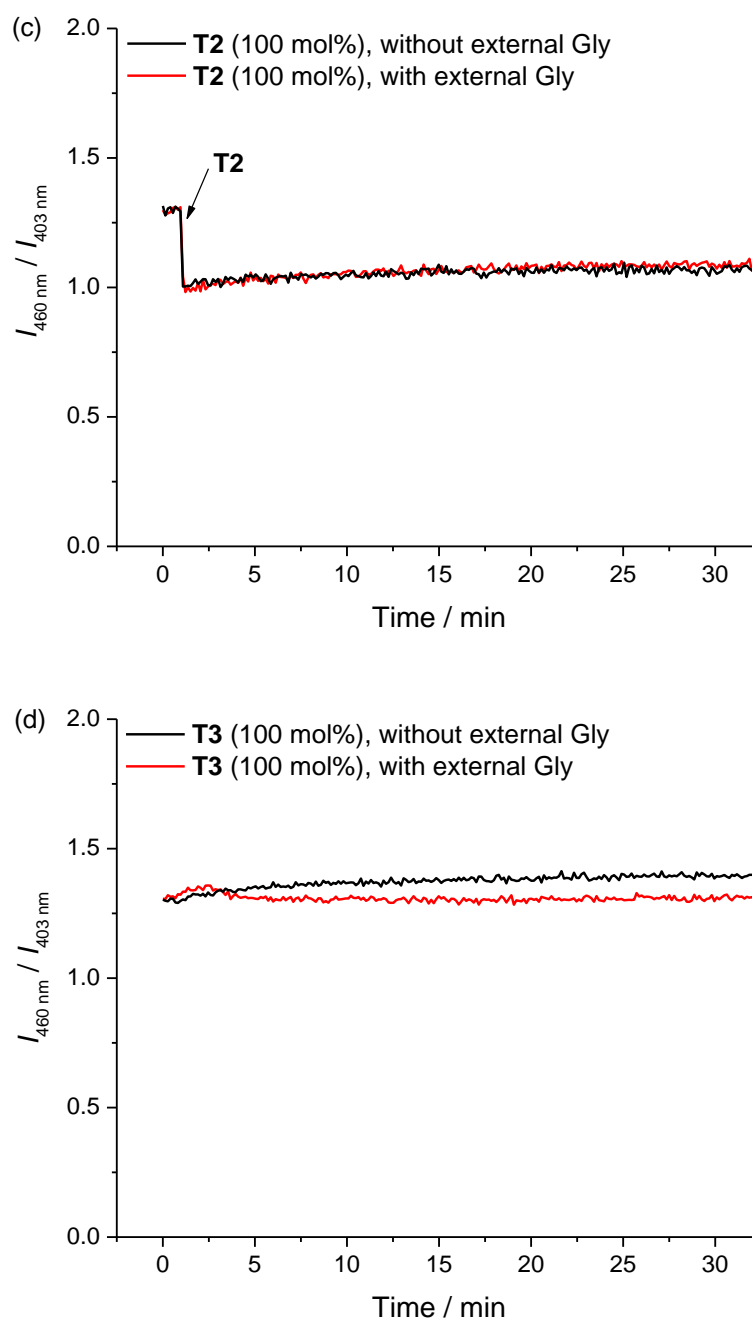 (c)
2.0
T2 (100 mol%), without external Gly
T2 (100 mol%), with external Gly
1.5
T2
I460 nm / I403 nm
1.0
0.5
0.0
0 5 10 15 20 25 30
Time / min
(d)
2.0
T3 (100 mol%), without external Gly
T3 (100 mol%), with external Gly
1.5
I460 nm / I403 nm
1.0
0.5
0.0
0 5 10 15 20 25 30
Time / min